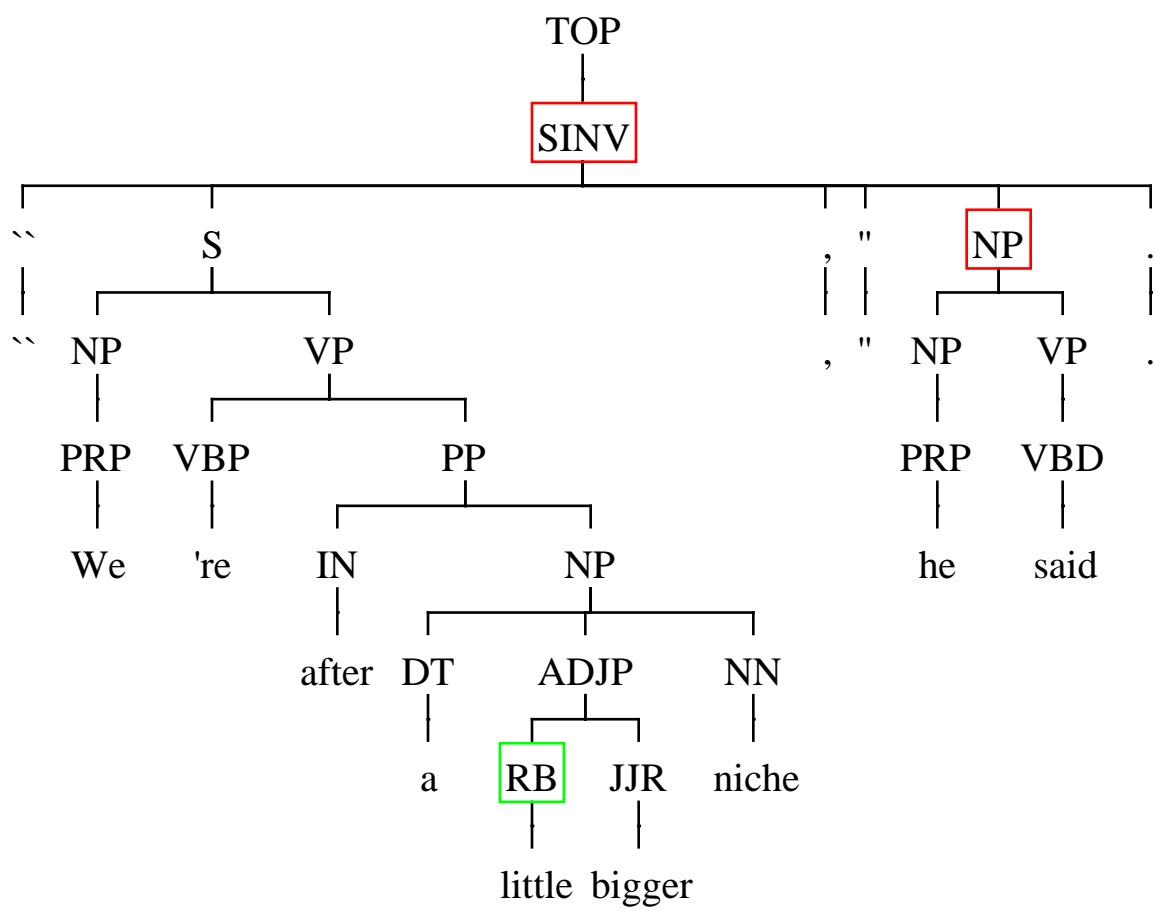 TOP
SINV
`` S , " NP .
`` NP VP , " NP VP .
PRP VBP PP PRP VBD
We 're IN NP he said
after DT ADJP NN
a RB JJR niche
little bigger